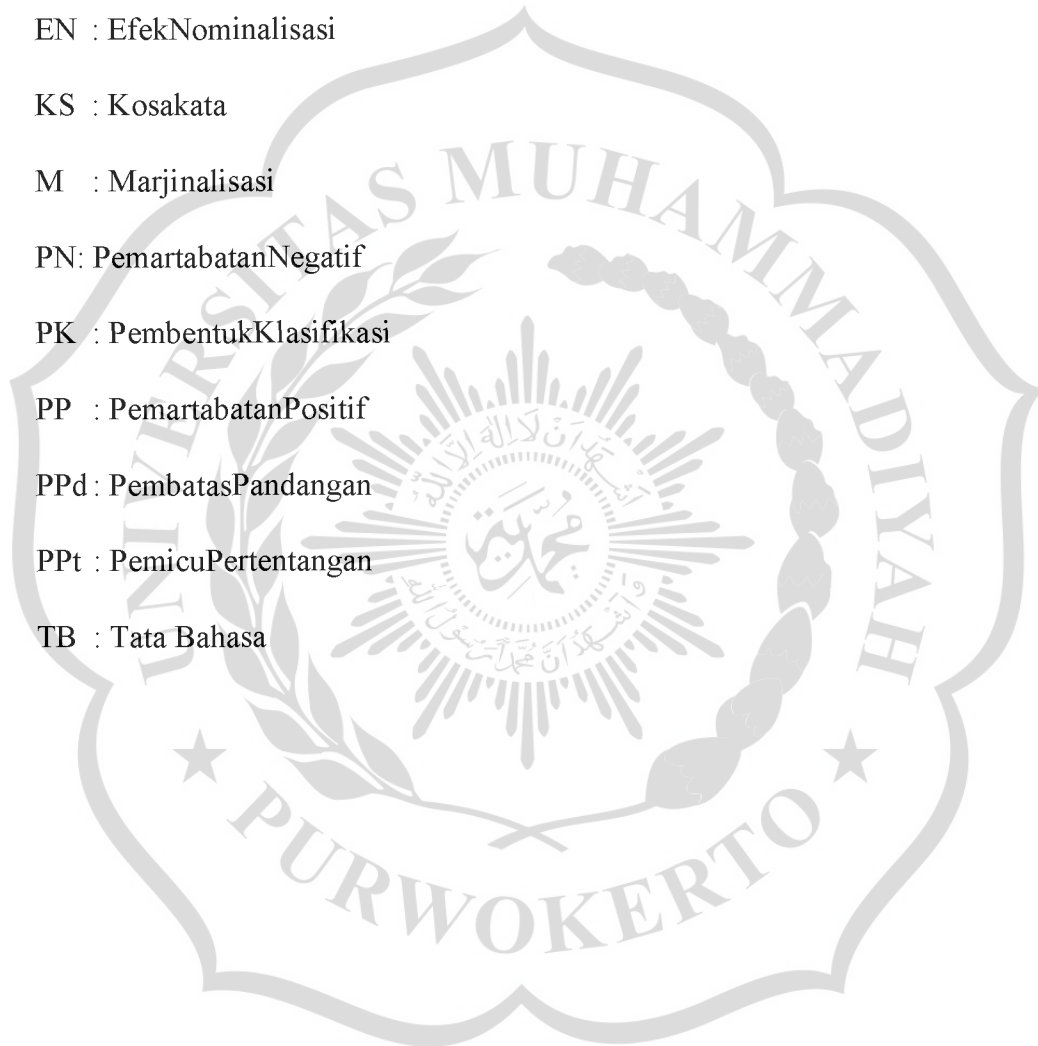 EN : EfekNominalisasi
KS : Kosakata
M : Marjinalisasi
PN: PemartabatanNegatif
PK : PembentukKlasifikasi
PP : PemartabatanPositif
PPd : PembatasPandangan
PPt : PemicuPertentangan
TB : Tata Bahasa
UNIVERSITAS MUHAMMADIYAH
PURWOKERTO